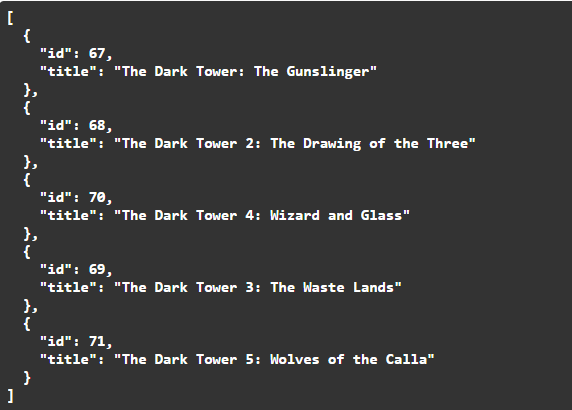 [
  {
    "id": 67,
    "title": "The Dark Tower: The Gunslinger"
  },
  {
    "id": 68,
    "title": "The Dark Tower 2: The Drawing of the Three"
  },
  {
    "id": 70,
    "title": "The Dark Tower 4: Wizard and Glass"
  },
  {
    "id": 69,
    "title": "The Dark Tower 3: The Waste Lands"
  },
  {
    "id": 71,
    "title": "The Dark Tower 5: Wolves of the Calla"
  }
]